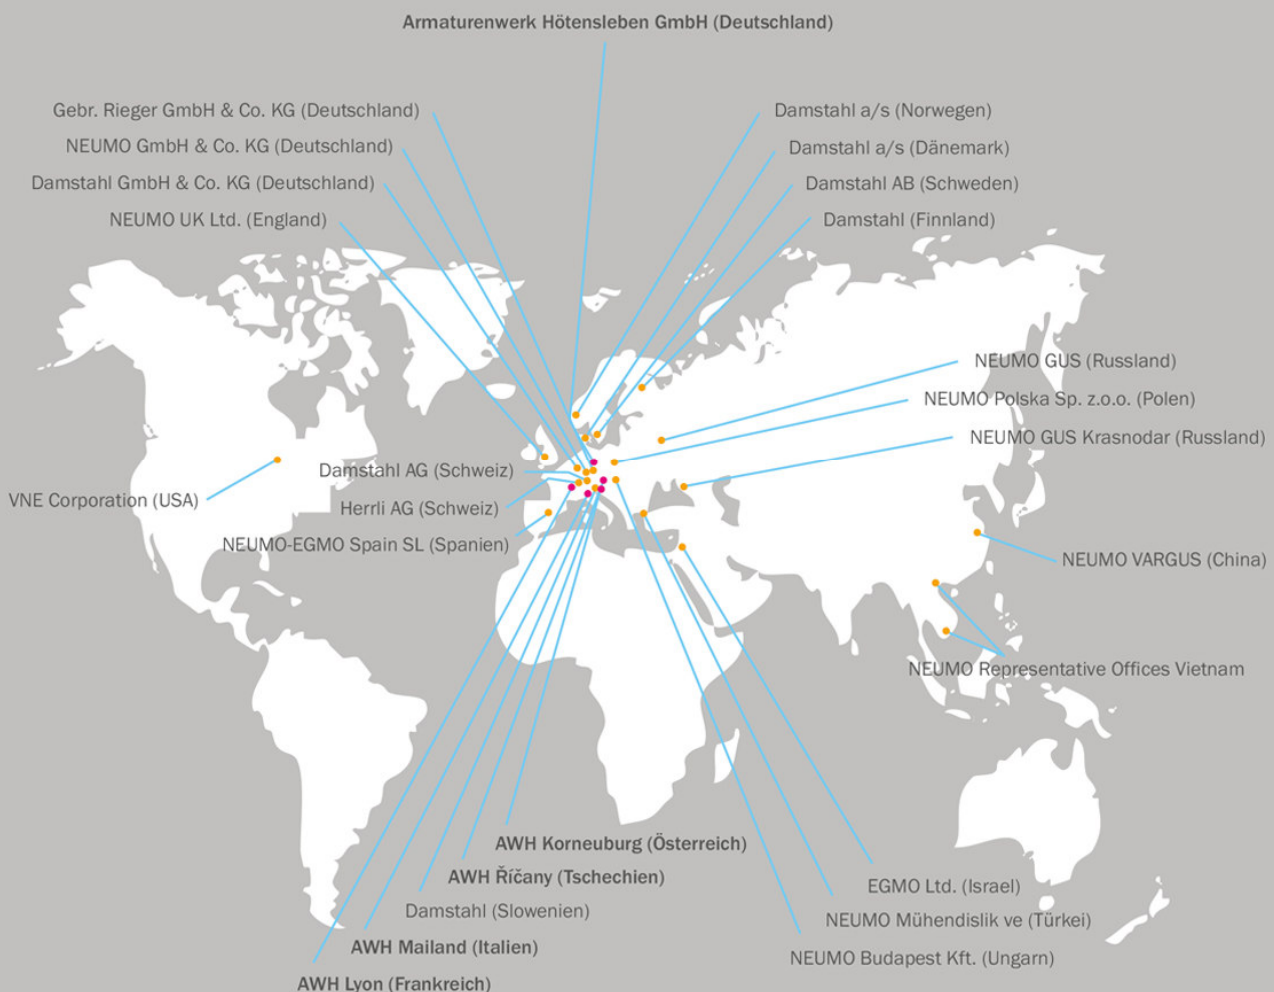 Armaturenwerk Hötensleben GmbH (Deutschland)
Gebr. Rieger GmbH & Co. KG (Deutschland)
NEUMO GmbH & Co. KG (Deutschland)
Damstahl GmbH & Co. KG (Deutschland)
NEUMO UK Ltd. (England)
Damstahl a/s (Norwegen)
Damstahl a/s (Dänemark)
Damstahl AB (Schweden)
Damstahl (Finnland)
NEUMO GUS (Russland)
NEUMO Polska Sp. z.o.o. (Polen)
NEUMO GUS Krasnodar (Russland)
Damstahl AG (Schweiz)
VNE Corporation (USA)
Herrli AG (Schweiz)
NEUMO-EGMO Spain SL (Spanien)
NEUMO VARGUS (China)
NEUMO Representative Offices Vietnam
AWH Korneuburg (Österreich)
AWH Říčany (Tschechien)
Damstahl (Slowenien)
AWH Mailand (Italien)
AWH Lyon (Frankreich)
EGMO Ltd. (Israel)
NEUMO Mühendislik ve (Türkei)
NEUMO Budapest Kft. (Ungarn)